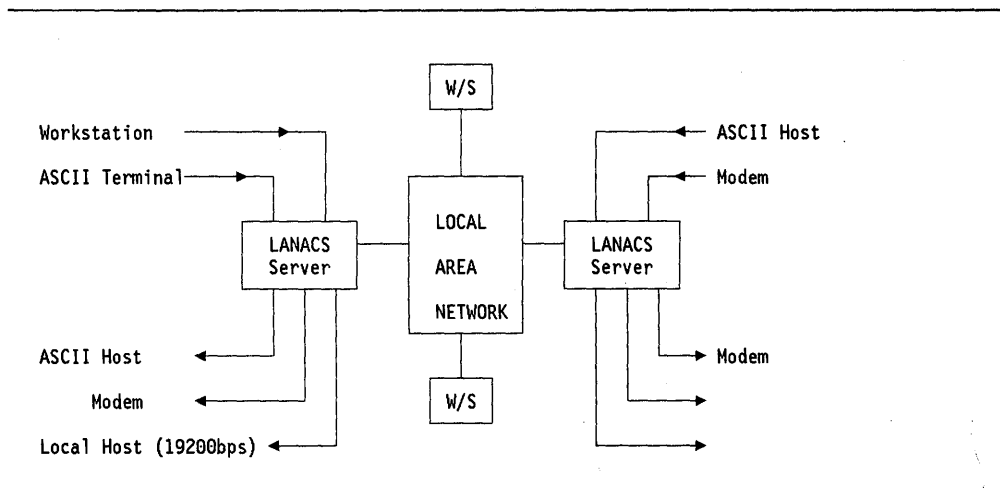 W/S
Workstation
ASCII Host
ASCII Terminal
Modem
LOCAL
AREA
NETWORK
LANACS
Server
LANACS
Server
ASCII Host
Modem
Modem
W/S
Local Host (19200bps)